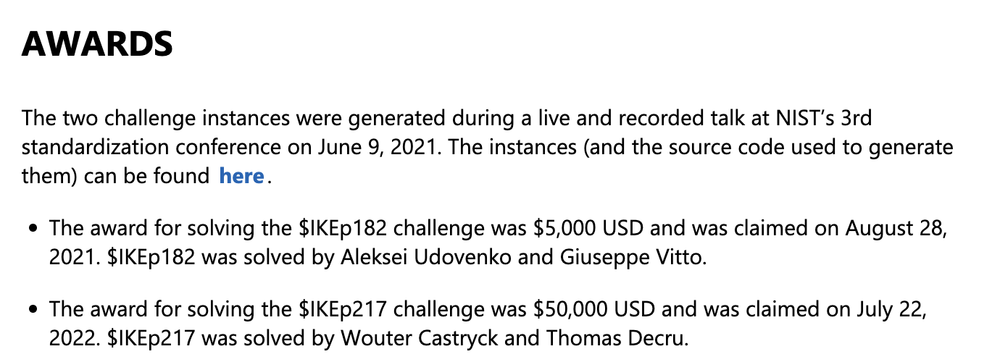 AWARDS
The two challenge instances were generated during a live and recorded talk at NIST’s 3rd
standardization conference on June 9, 2021. The instances (and the source code used to generate
them) can be found here.
• The award for solving the $IKEp182 challenge was $5,000 USD and was claimed on August 28,
2021. $IKEp182 was solved by Aleksei Udovenko and Giuseppe Vitto.
• The award for solving the $IKEp217 challenge was $50,000 USD and was claimed on July 22,
2022. $IKEp217 was solved by Wouter Castryck and Thomas Decru.